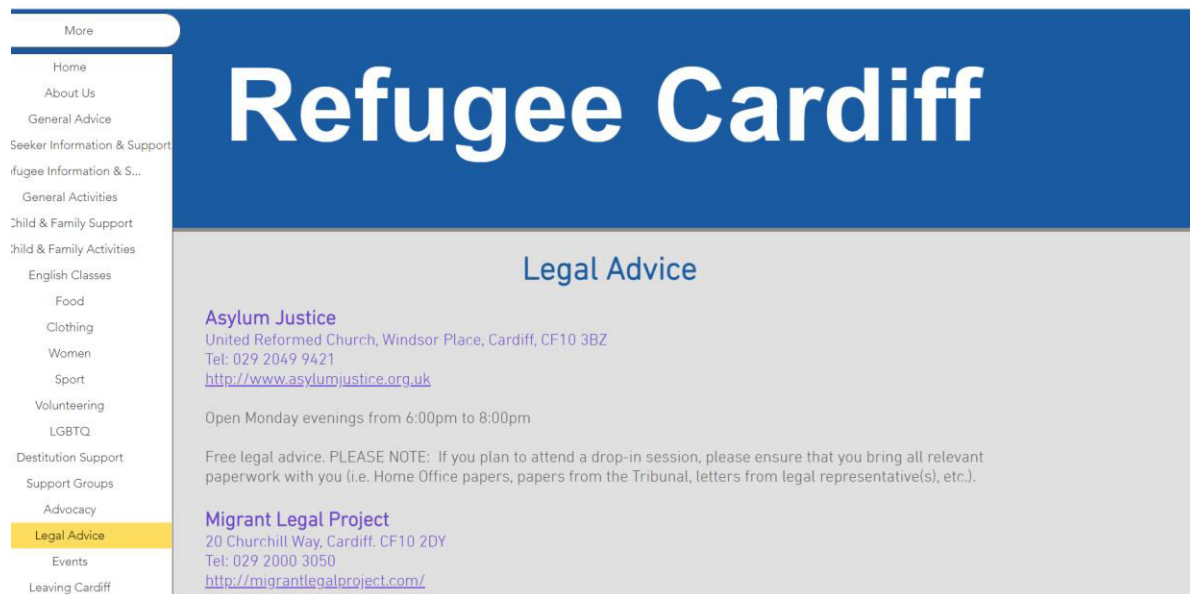 More
Home
About Us
General Advice
Seeker Information & Support
fugee Information & S...
General Activities
Child & Family Support
Child & Family Activities
English Classes
Food
Clothing
Women
Sport
Volunteering
LGBTQ
Destitution Support
Support Groups
Advocacy
Legal Advice
Events
Leaving Cardiff
Refugee Cardiff
Legal Advice
Asylum Justice
United Reformed Church, Windsor Place, Cardiff, CF10 3BZ
Tel: 029 2049 9421
http://www.asylumjustice.org.uk
Open Monday evenings from 6:00pm to 8:00pm
Free legal advice. PLEASE NOTE: If you plan to attend a drop-in session, please ensure that you bring all relevant
paperwork with you (i.e. Home Office papers, papers from the Tribunal, letters from legal representative(s), etc.).
Migrant Legal Project
20 Churchill Way, Cardiff. CF10 2DY
Tel: 029 2000 3050
http://migrantlegalproject.com/